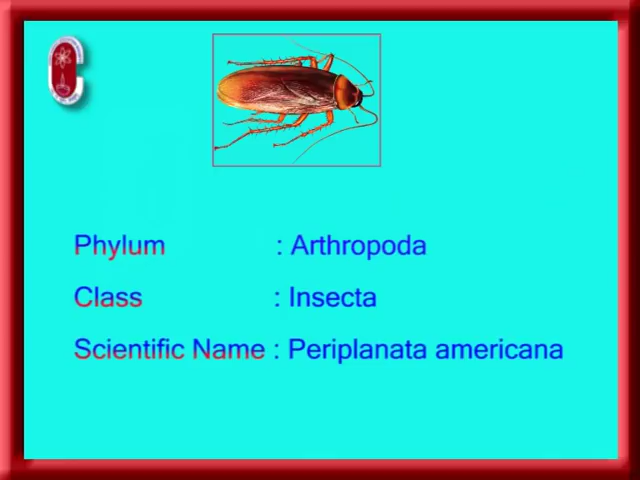 Phylum : Arthropoda
Class : Insecta
Scientific Name : Periplanata americana